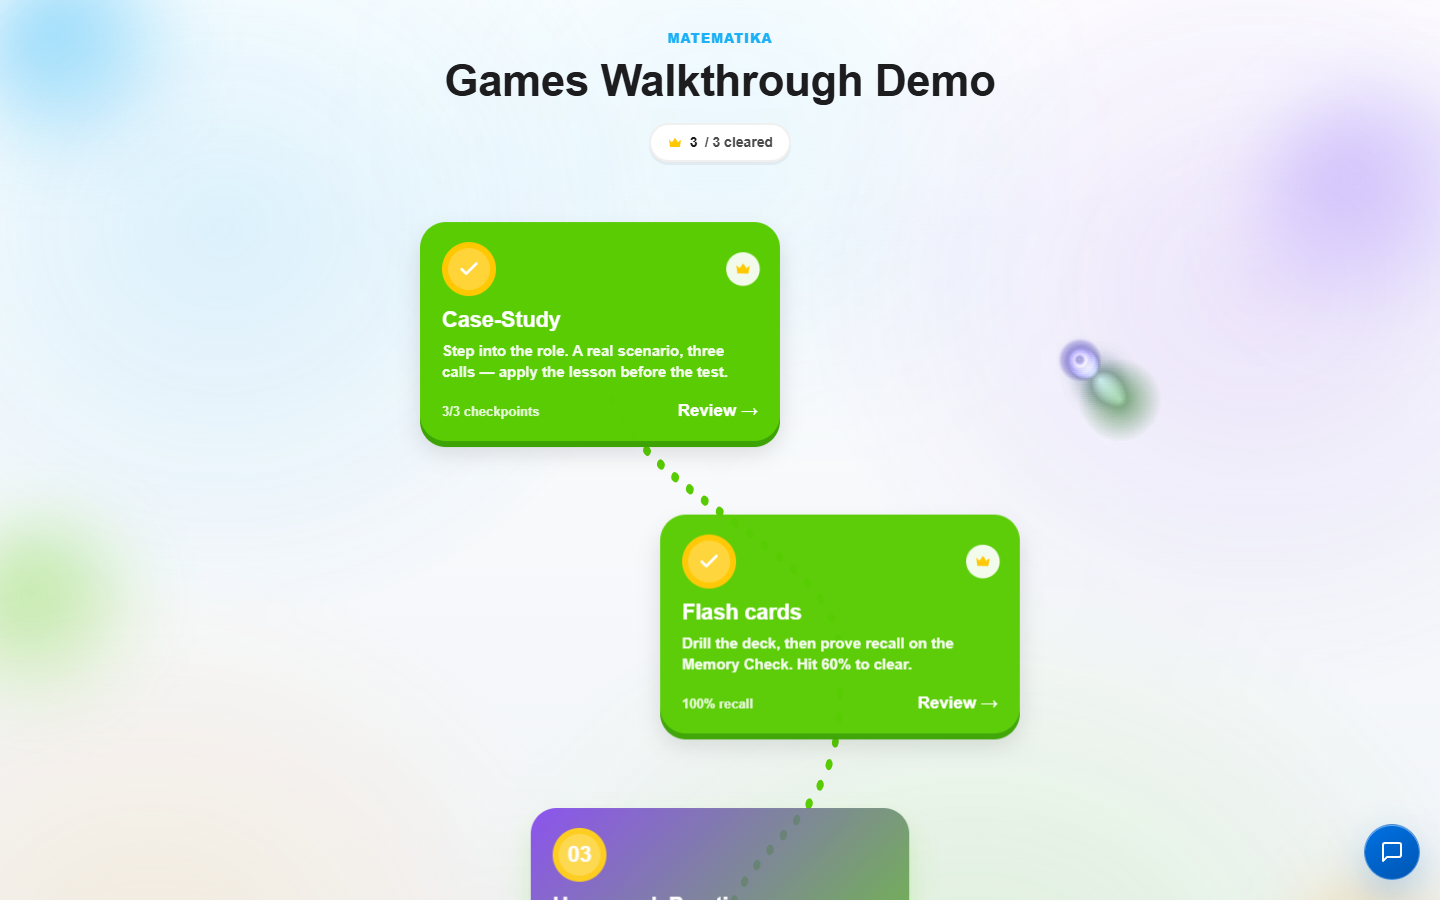 MATEMATIKA
Games Walkthrough Demo
3 / 3 cleared
Case-Study
Step into the role. A real scenario, three
calls — apply the lesson before the test.
3/3 checkpoints
Review →
Flash cards
Drill the deck, then prove recall on the
Memory Check. Hit 60% to clear.
100% recall
Review →
03